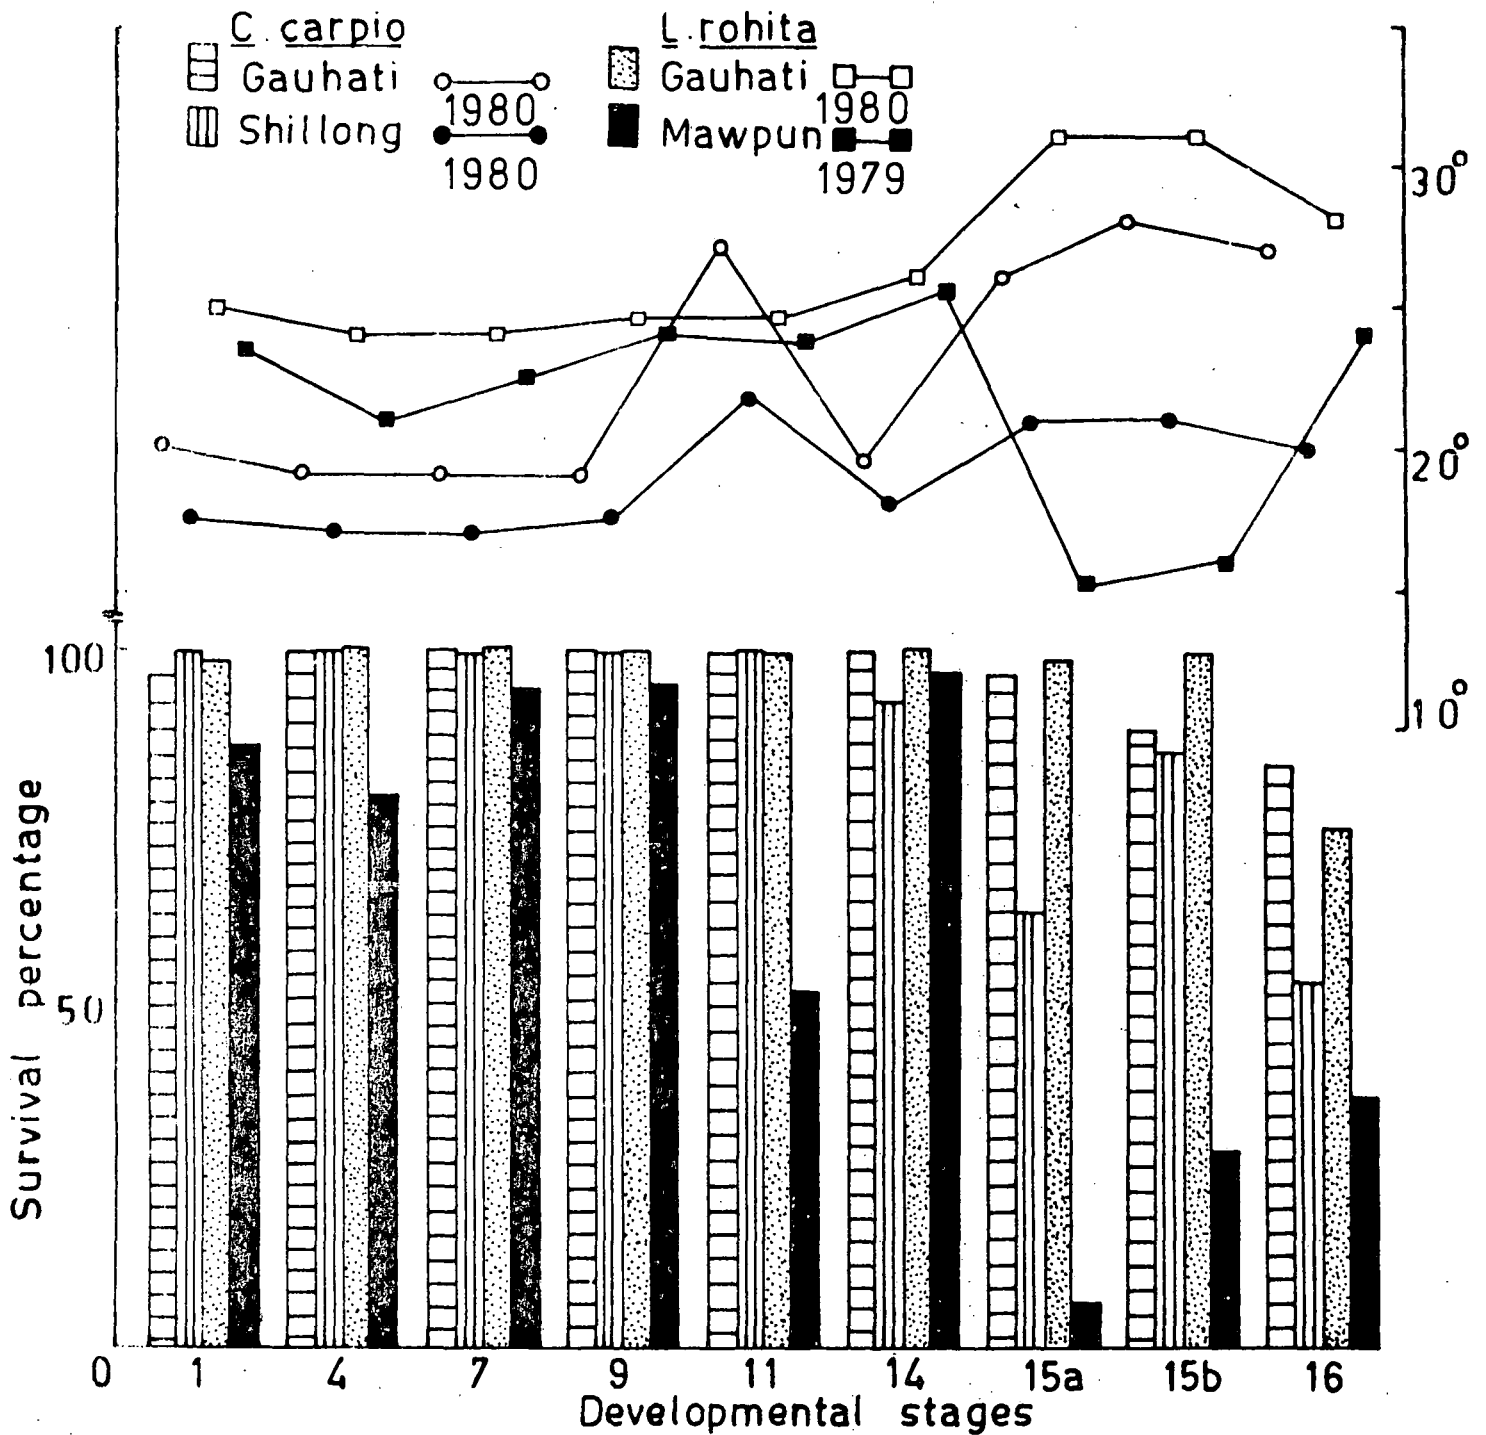 C. carpio L. rohita
Gauhati Gauhati
1980 1980
Shillong Mawpun
1980 1979
30°
20°
10°
100
50
0
Survival percentage
1 4 7 9 11 14 15a 15b 16
Developmental stages